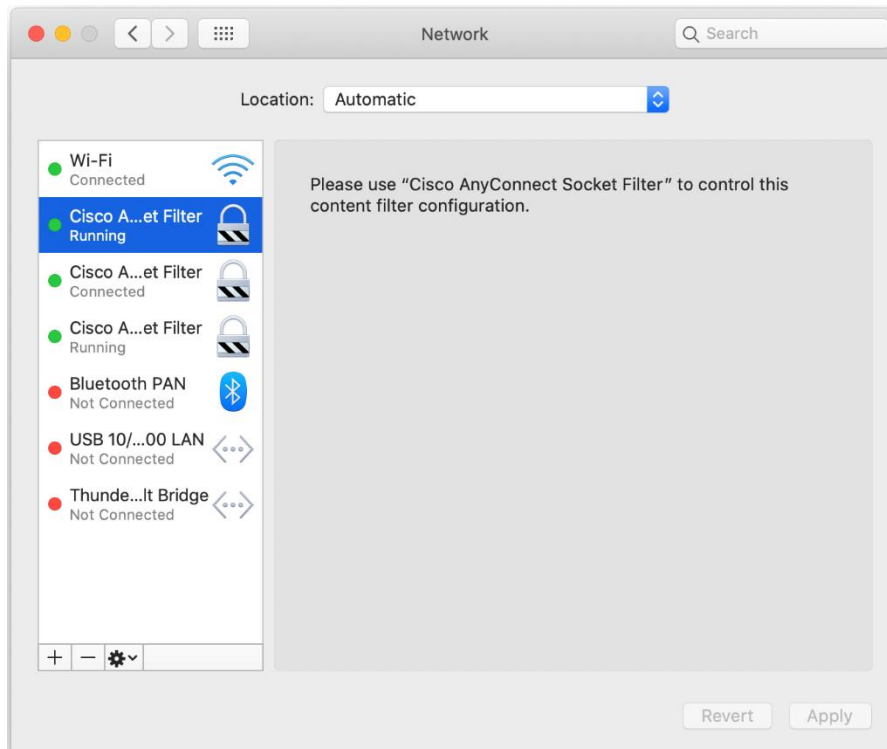 Network
Search
Location: Automatic
Wi-Fi
Connected
Cisco A...et Filter
Running
Cisco A...et Filter
Connected
Cisco A...et Filter
Running
Bluetooth PAN
Not Connected
USB 10/...00 LAN
Not Connected
Thunde...lt Bridge
Not Connected
Please use “Cisco AnyConnect Socket Filter” to control this
content filter configuration.
Revert
Apply